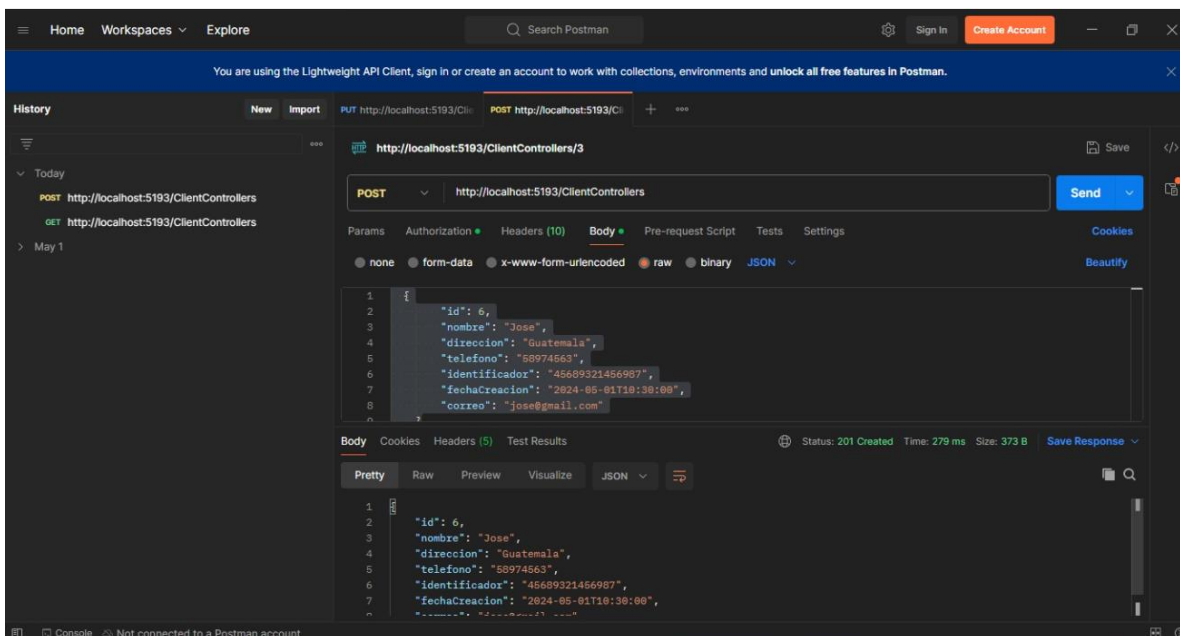 Home Workspaces Explore Search Postman Sign In Create Account
You are using the Lightweight API Client, sign in or create an account to work with collections, environments and unlock all free features in Postman.
History New Import PUT http://localhost:5193/Clie POST http://localhost:5193/Cli
http://localhost:5193/ClientControllers/3 Save
Today
POST http://localhost:5193/ClientControllers
GET http://localhost:5193/ClientControllers
May 1
POST http://localhost:5193/ClientControllers Send
Params Authorization Headers (10) Body Pre-request Script Tests Settings Cookies
none form-data x-www-form-urlencoded raw binary JSON Beautify
1 {
2 "id": 6,
3 "nombre": "Jose",
4 "direccion": "Guatemala",
5 "telefono": "58974563",
6 "identificador": "45689321456987",
7 "fechaCreacion": "2024-05-01T10:30:00",
8 "correo": "jose@gmail.com"
Body Cookies Headers (5) Test Results Status: 201 Created Time: 279 ms Size: 373 B Save Response
Pretty Raw Preview Visualize JSON
1 {
2 "id": 6,
3 "nombre": "Jose",
4 "direccion": "Guatemala",
5 "telefono": "58974563",
6 "identificador": "45689321456987",
7 "fechaCreacion": "2024-05-01T10:30:00",
Console Not connected to a Postman account